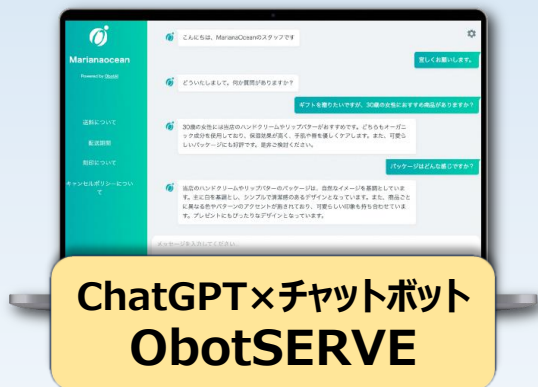 Marianaocean
Powered by ObotAI
送料について
配送期間
刻印について
キャンセルポリシーについ
て
こんにちは、MarianaOceanのスタッフです
宜しくお願いします。
どういたしまして。何か質問がありますか？
ギフトを贈りたいですが、30歳の女性におすすめ商品がありますか？
30歳の女性には当店のハンドクリームやリップバターがおすすめです。どちらもオーガニ
ック成分を使用しており、保湿効果が高く、手肌や唇を優しくケアします。また、可愛ら
しいパッケージにも好評です。是非ご検討ください。
パッケージはどんな感じですか？
当店のハンドクリームやリップバターのパッケージは、自然なイメージを基調としていま
す。主に白を基調とし、シンプルで清潔感のあるデザインとなっています。また、商品ごと
に異なる色やパターンのアクセントが施されており、可愛らしい印象も持ち合わせていま
す。プレゼントにもぴったりなデザインとなっています。
メッセージを入力してください
ChatGPT×チャットボット
ObotSERVE